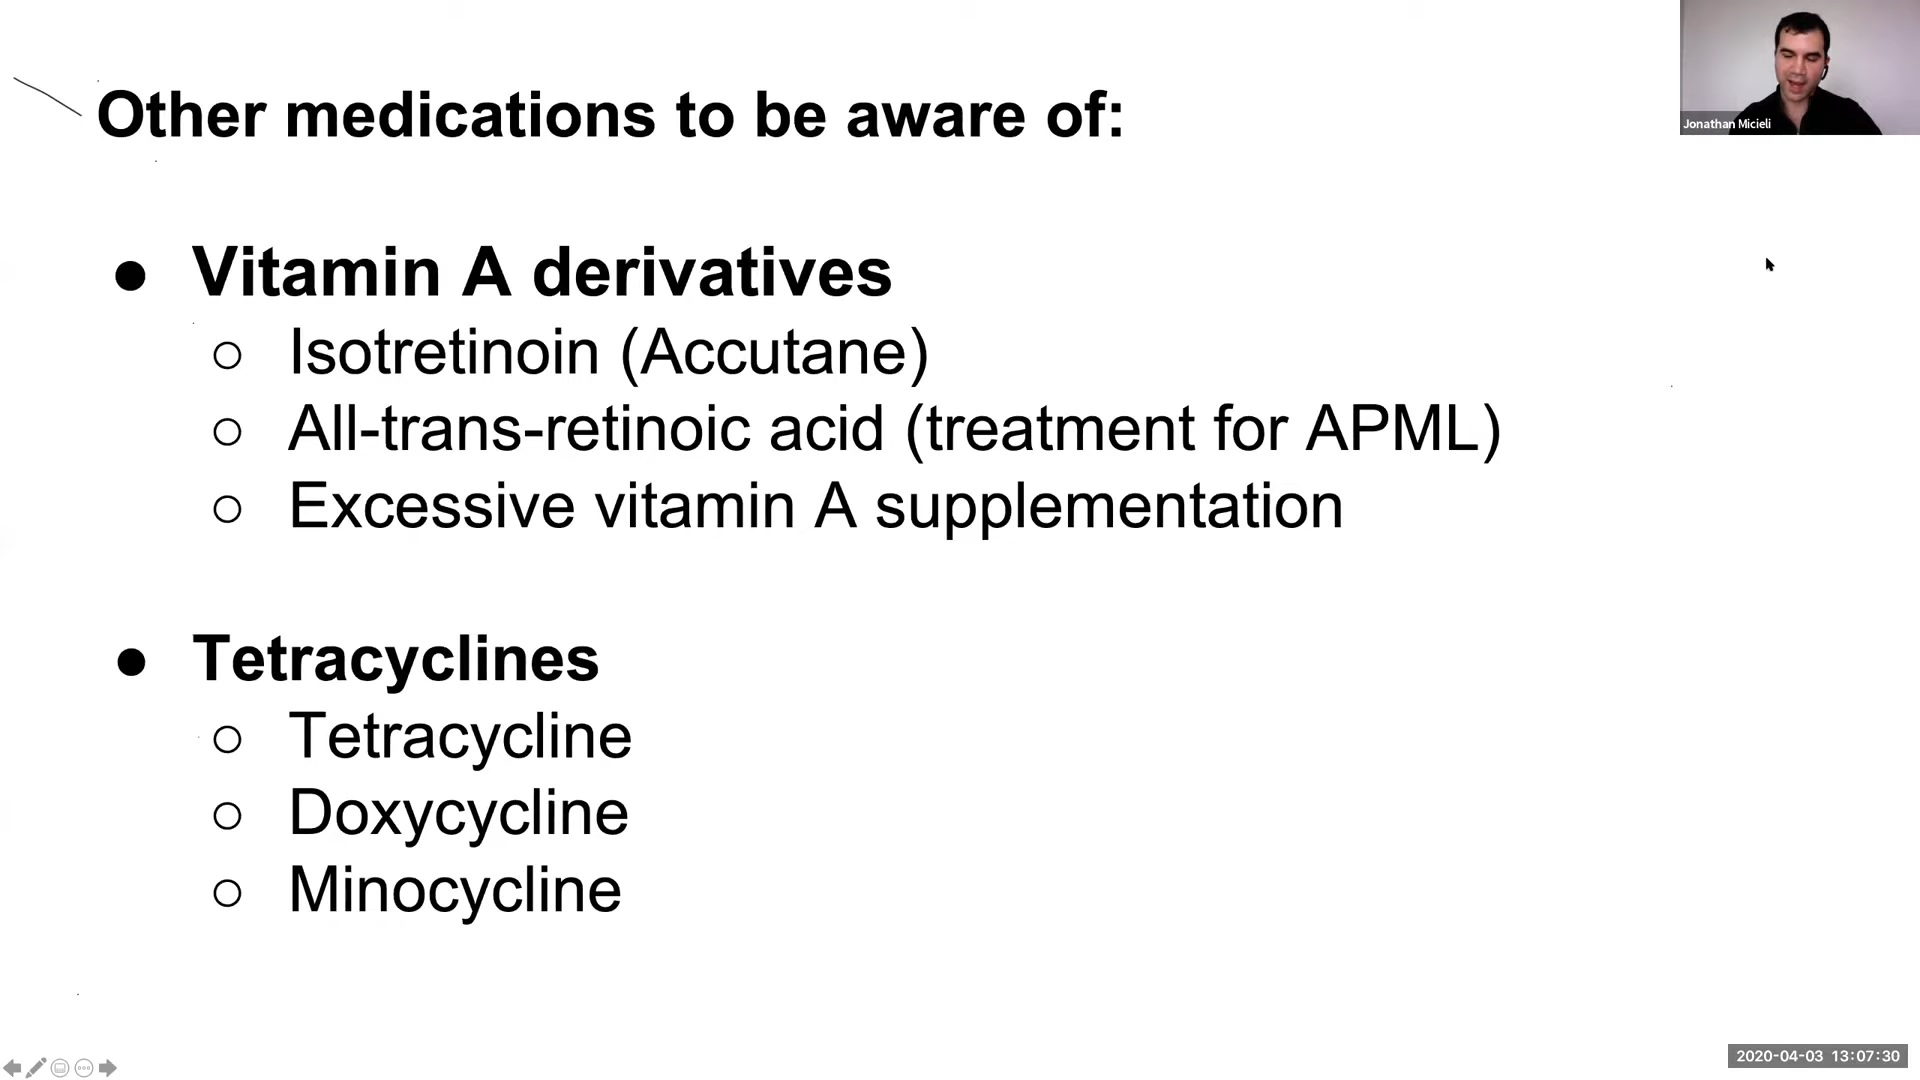 Other medications to be aware of:
Jonathan Micieli
● Vitamin A derivatives
○ Isotretinoin (Accutane)
○ All-trans-retinoic acid (treatment for APML)
○ Excessive vitamin A supplementation
● Tetracyclines
○ Tetracycline
○ Doxycycline
○ Minocycline
2020-04-03 13:07:30